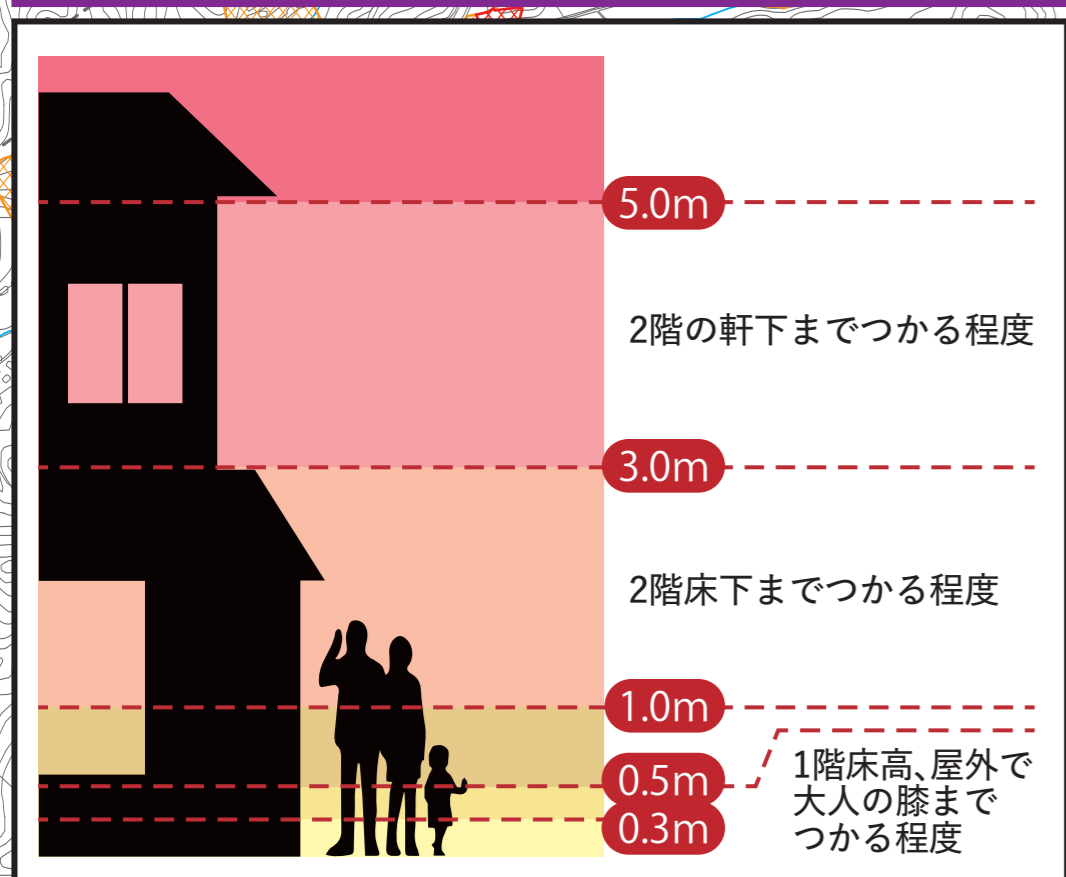 5.0m
2階の軒下までつかる程度
3.0m
2階床下までつかる程度
1.0m
0.5m
0.3m
1階床高、屋外で
大人の膝まで
つかる程度